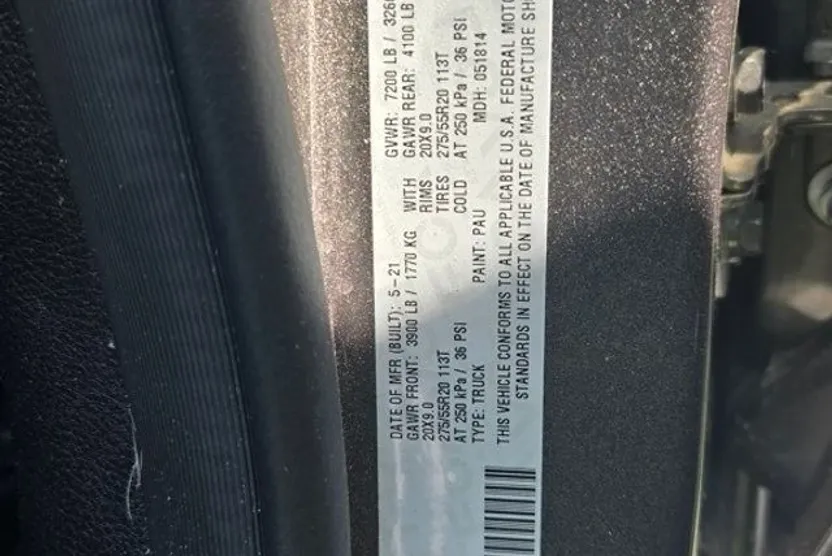 DATE OF MFR (BUILT): 5-21 GVWR: 7200 LB / 326
GAWR FRONT: 3900 LB / 1770 KG WITH GAWR REAR: 4100 LB
20X9.0 RIMS 20X9.0
275/55R20 113T TIRES 275/55R20 113T
AT 250 kPa / 36 PSI COLD AT 250 kPa / 36 PSI
TYPE: TRUCK PAINT: PAU MDH: 051814
THIS VEHICLE CONFORMS TO ALL APPLICABLE U.S.A. FEDERAL MOTO
STANDARDS IN EFFECT ON THE DATE OF MANUFACTURE SH